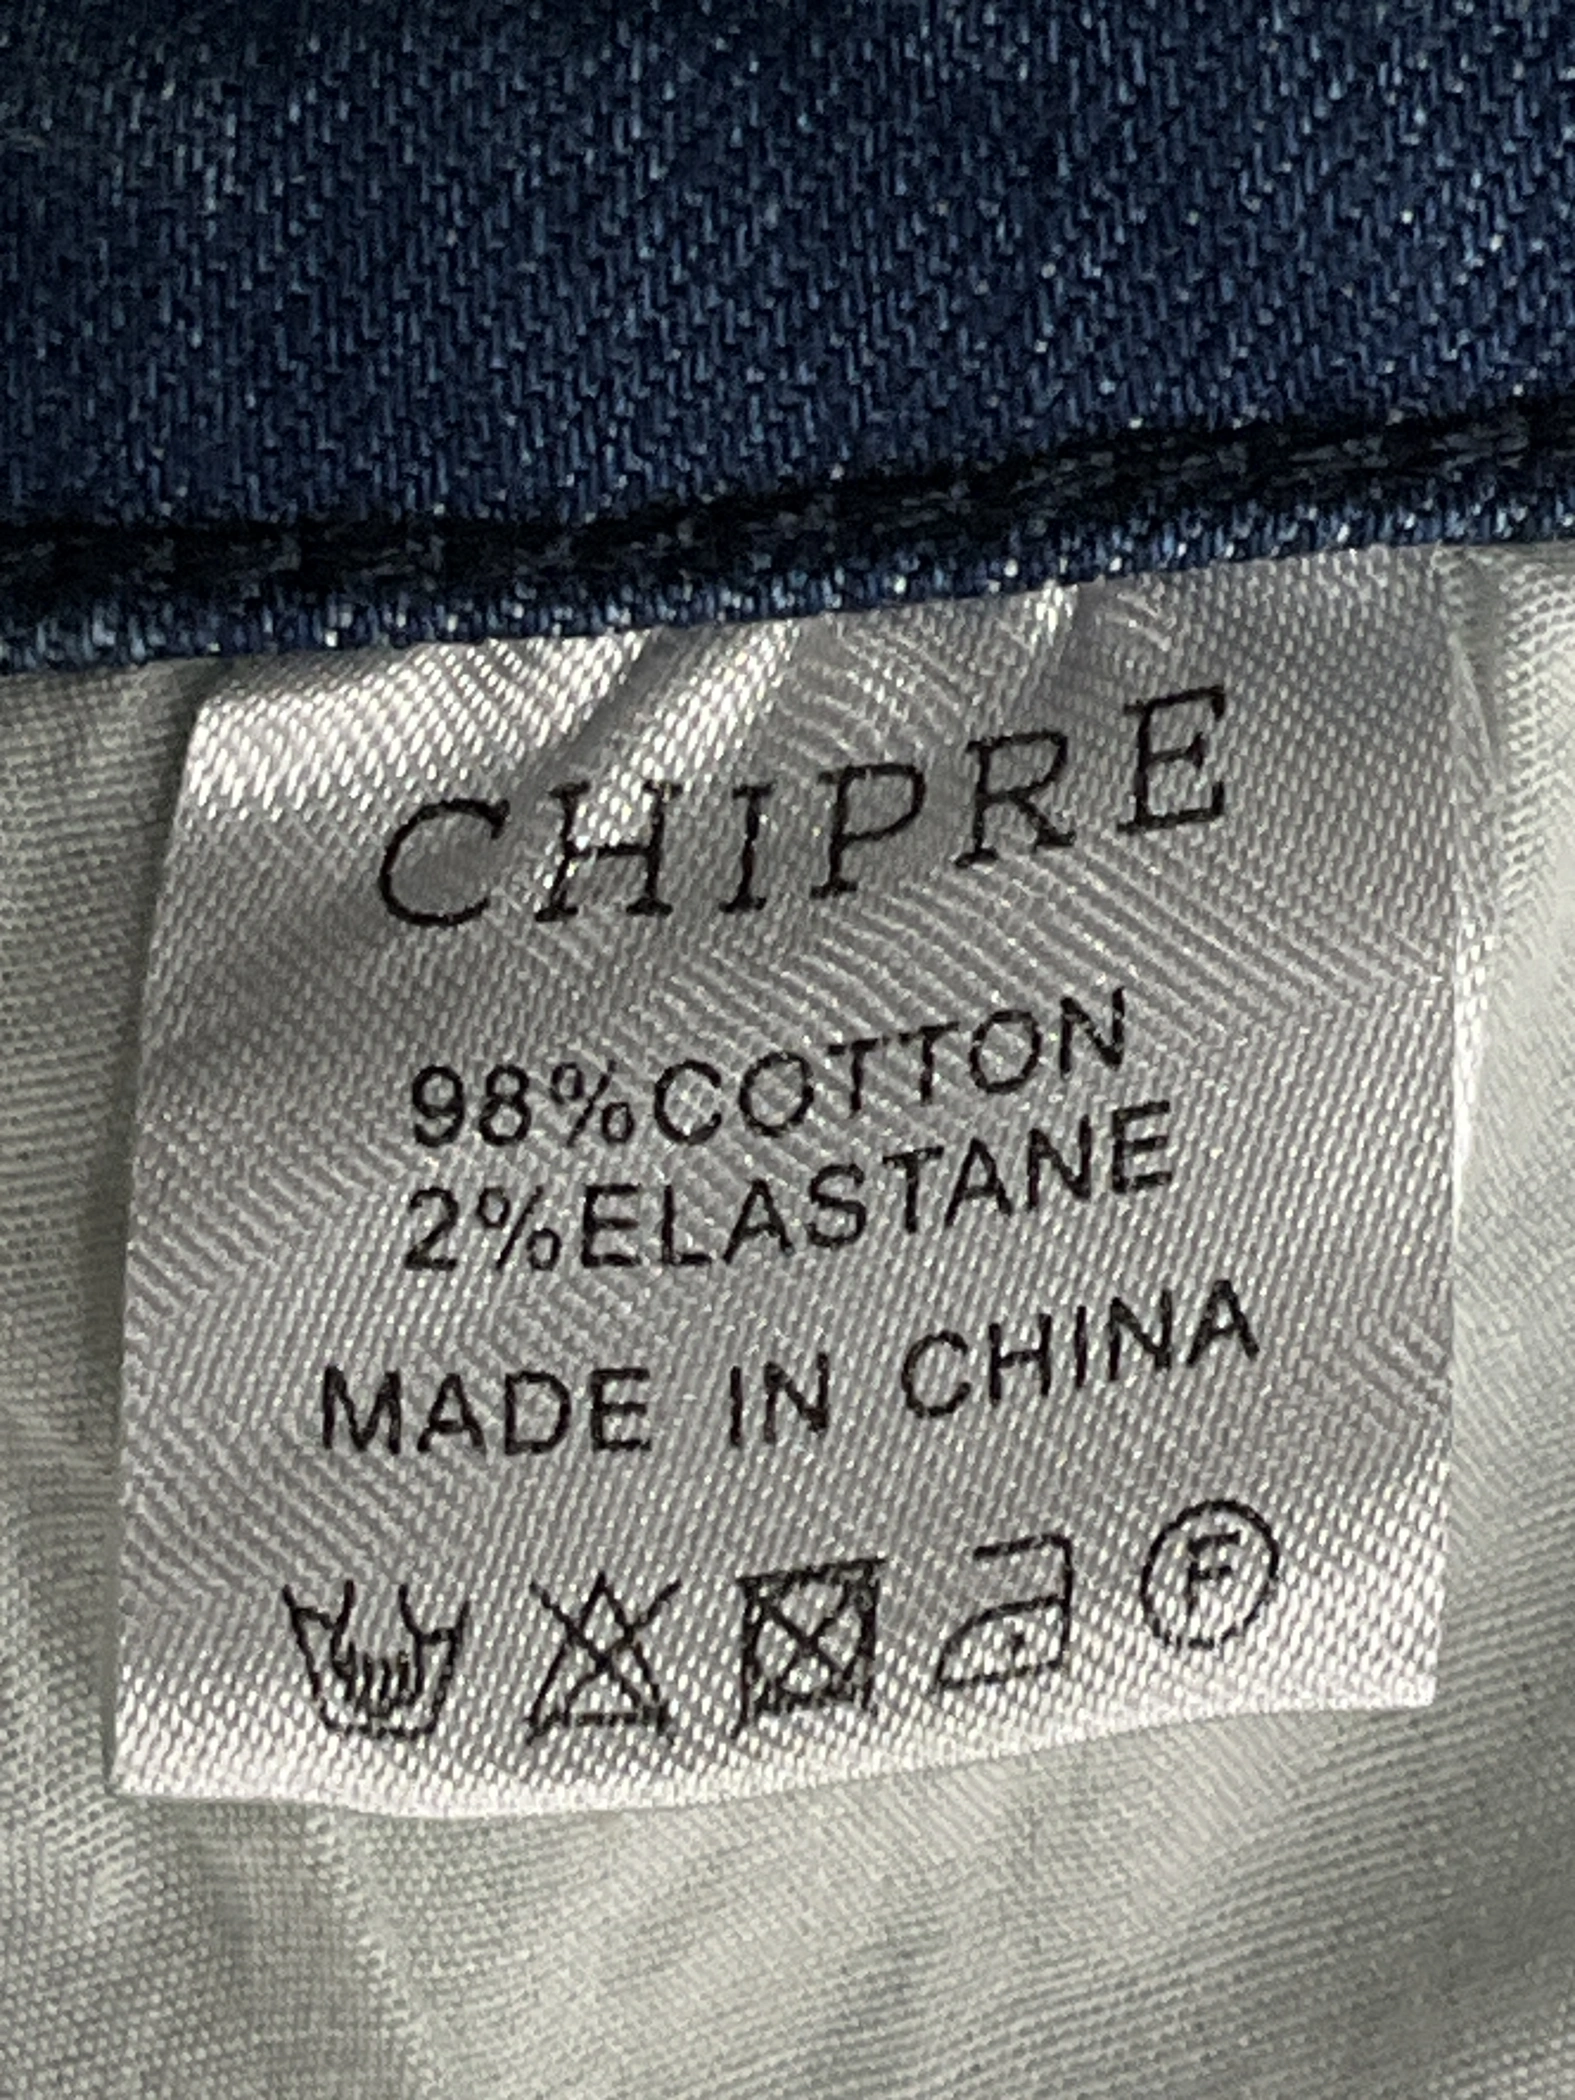 CHIPRE
98%COTTON
2%ELASTANE
MADE IN CHINA
F